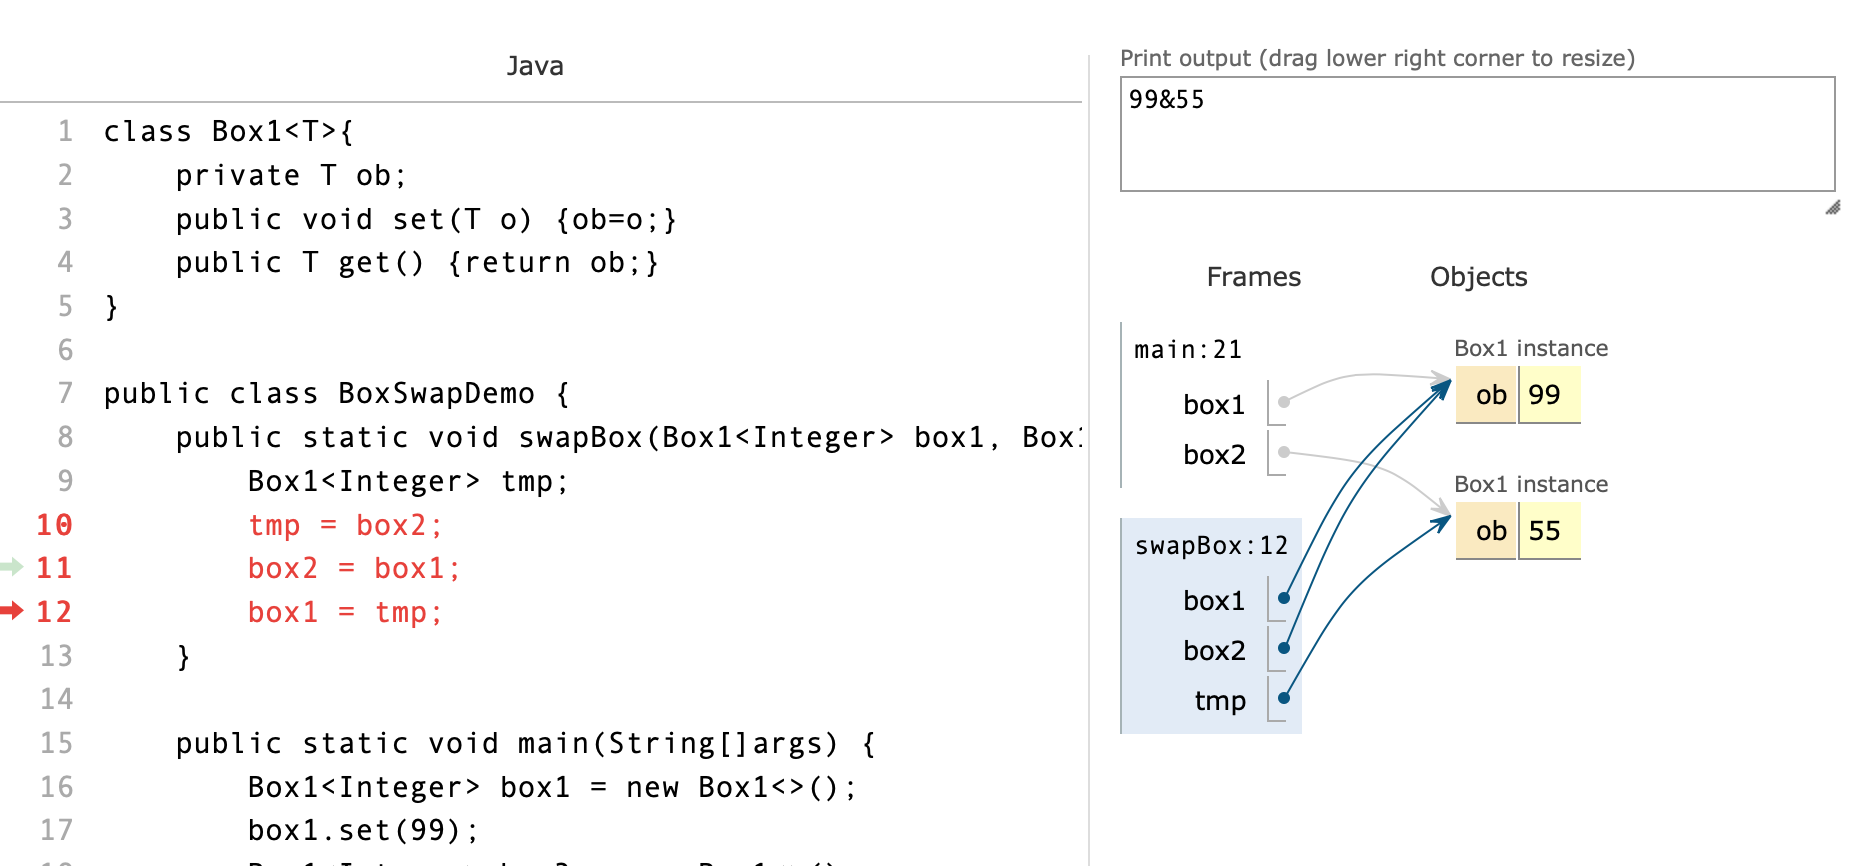 Java
1 class Box1<T>{
2     private T ob;
3     public void set(T o) {ob=o;}
4     public T get() {return ob;}
5 }
6
7 public class BoxSwapDemo {
8     public static void swapBox(Box1<Integer> box1,
9         Box1<Integer> tmp;
10         tmp = box2;
11         box2 = box1;
12         box1 = tmp;
13     }
14
15     public static void main(String[]args) {
16         Box1<Integer> box1 = new Box1<>();
17         box1.set(99);
Print output (drag lower right corner to resize)
99&55
Frames Objects
main:21
box1
box2
Box1 instance
ob 99
Box1 instance
ob 55
swapBox:12
box1
box2
tmp